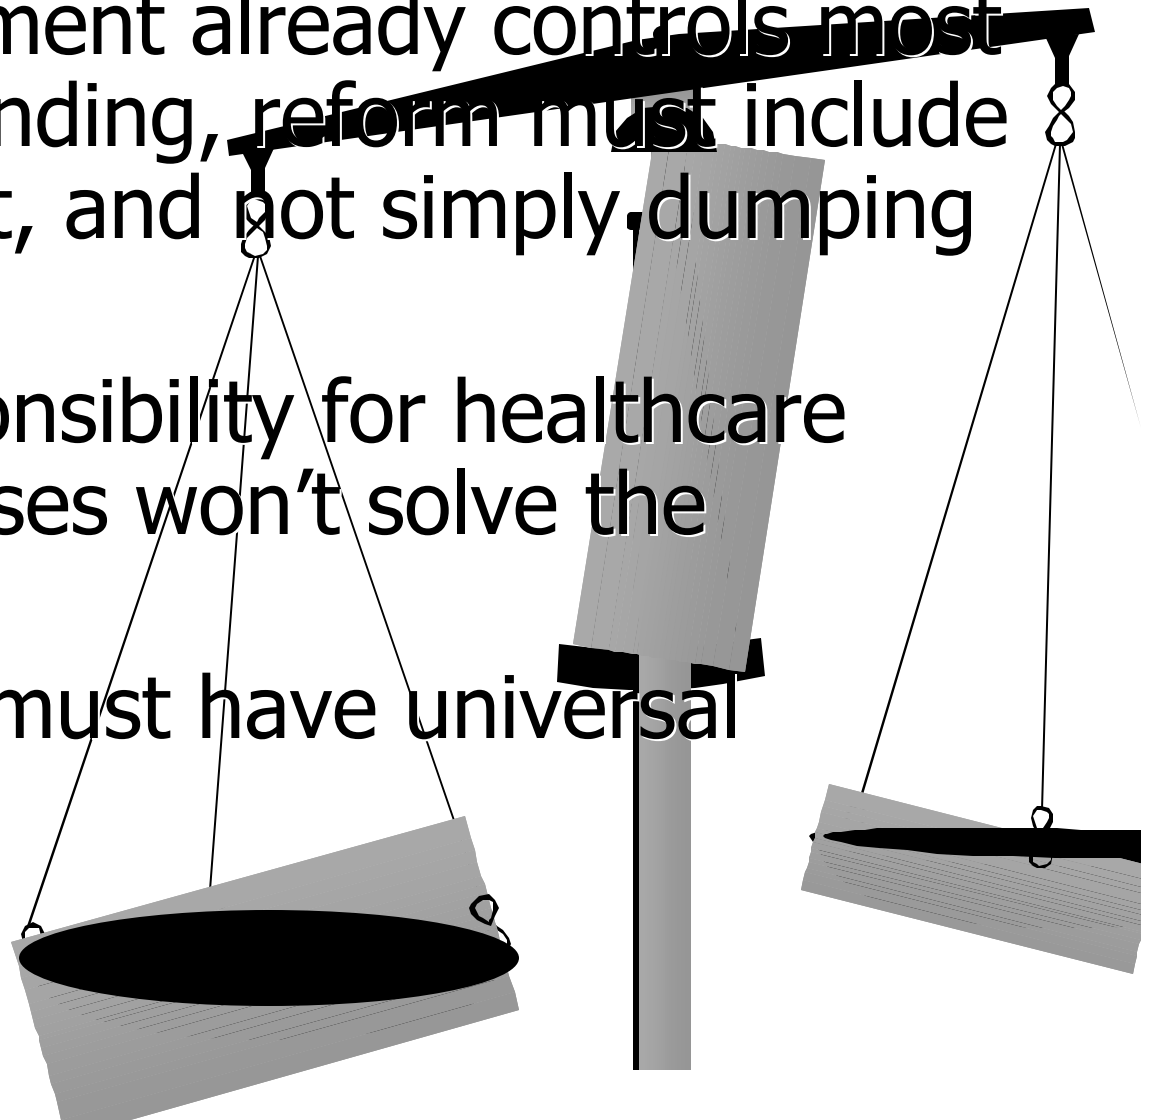 ment already controls most
nding, reform must include
t, and not simply dumping
onsibility for healthcare
ses won’t solve the
must have universal